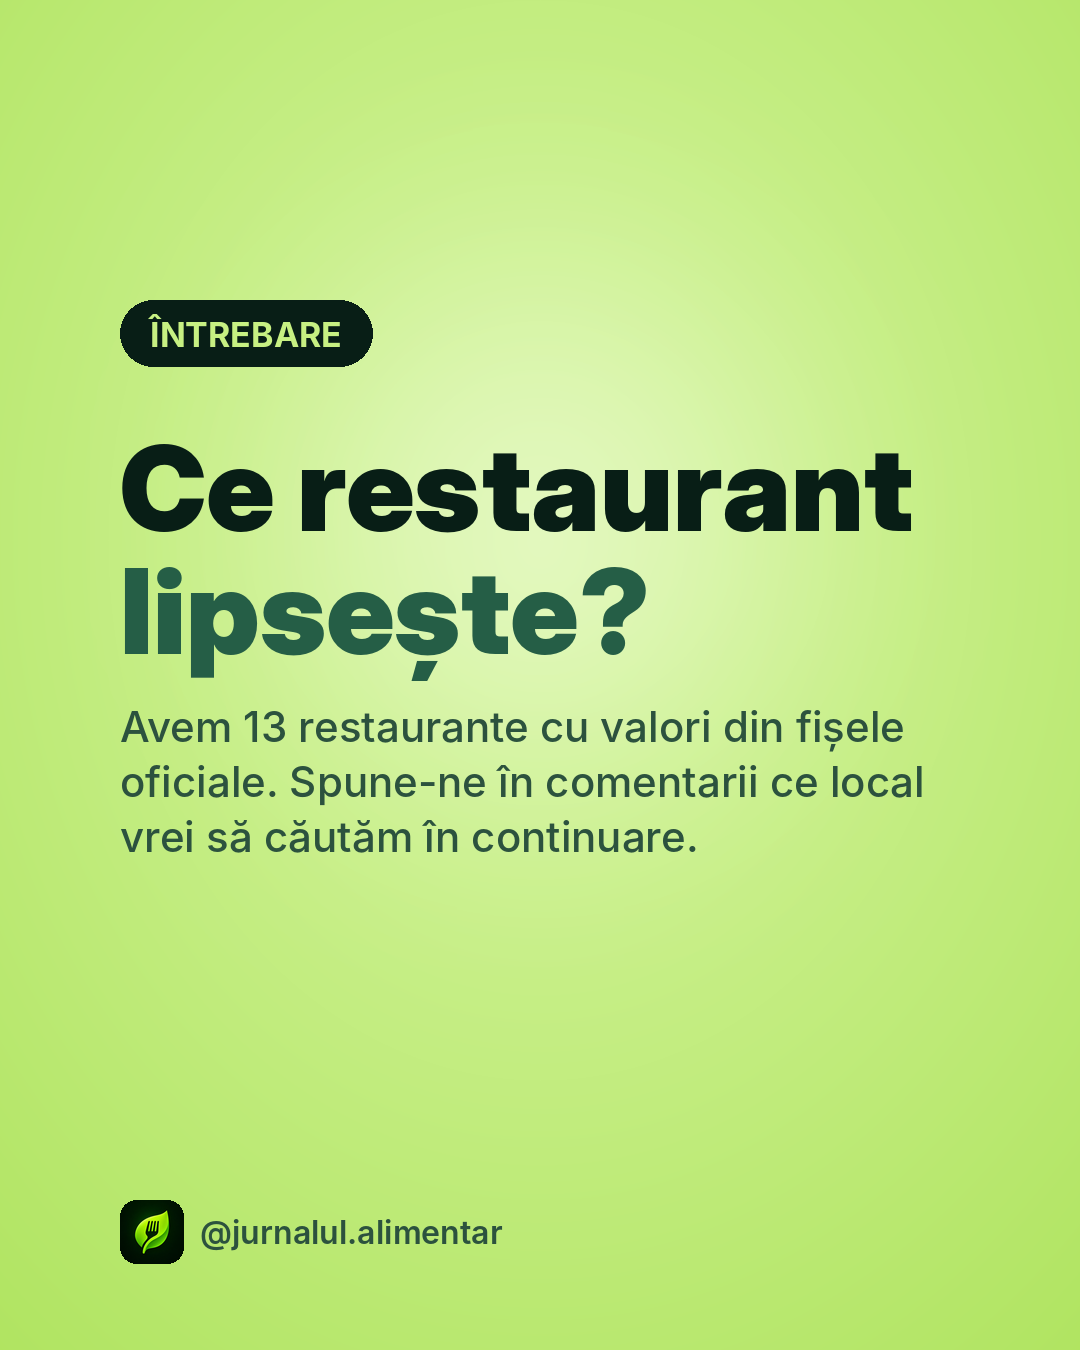 ÎNTREBARE
Ce restaurant
lipsește?
Avem 13 restaurante cu valori din fișele
oficiale. Spune-ne în comentarii ce local
vrei să căutăm în continuare.
@jurnalul.alimentar